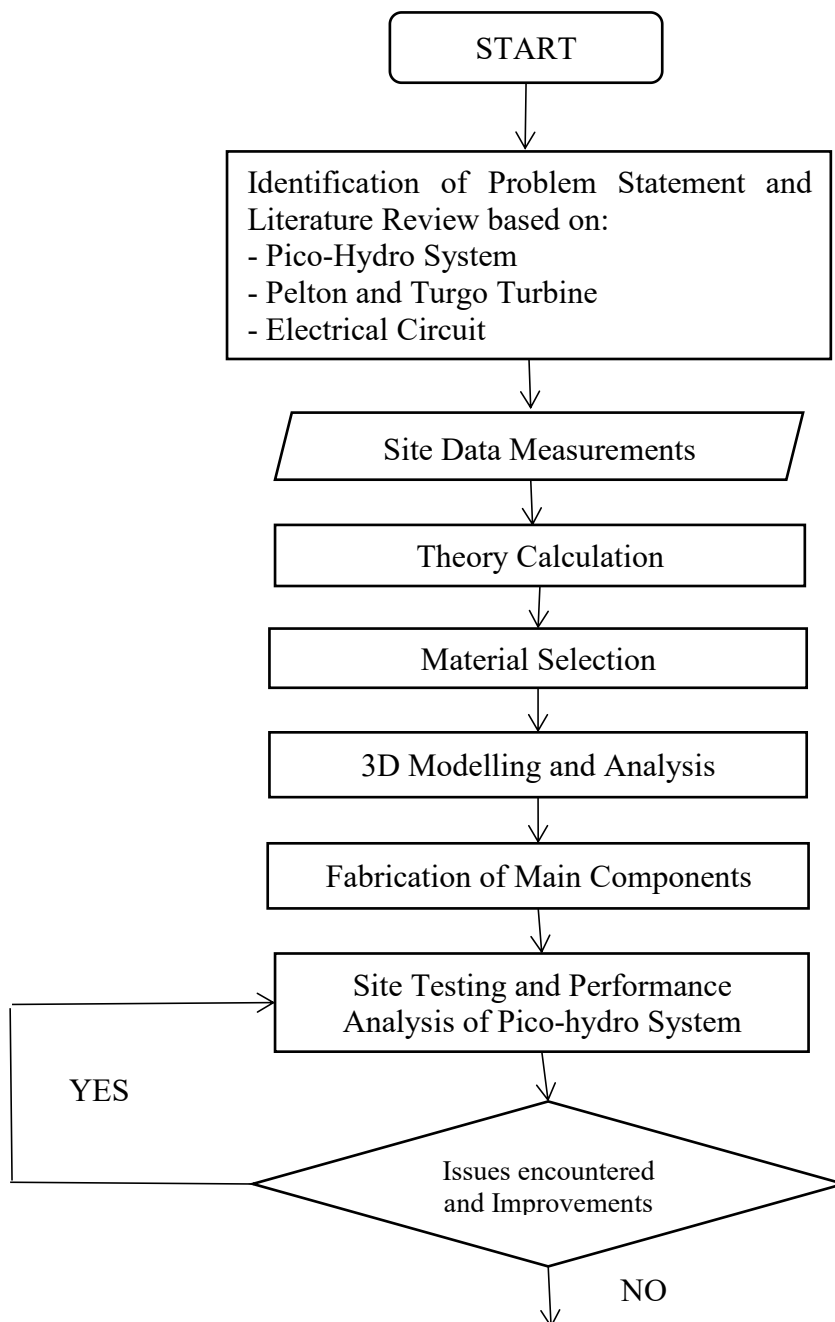 START
Identification of Problem Statement and
Literature Review based on:
- Pico-Hydro System
- Pelton and Turgo Turbine
- Electrical Circuit
Site Data Measurements
Theory Calculation
Material Selection
3D Modelling and Analysis
Fabrication of Main Components
Site Testing and Performance
Analysis of Pico-hydro System
YES
Issues encountered
and Improvements
NO